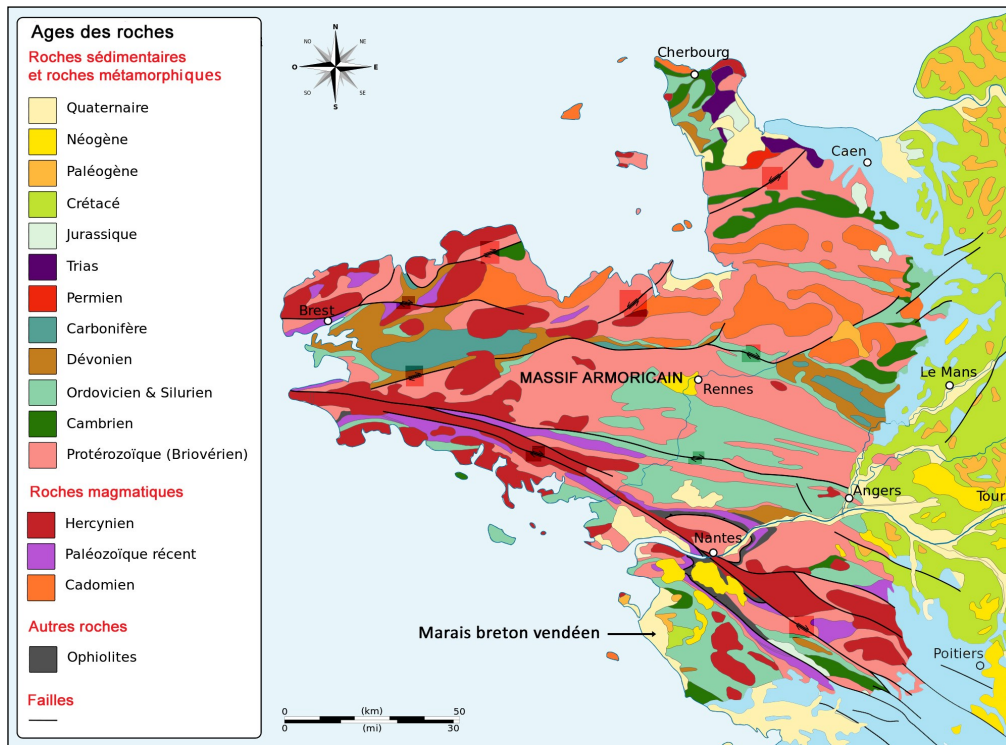 Ages des roches
Roches sédimentaires
et roches métamorphiques
Quaternaire
Néogène
Paléogène
Crétacé
Jurassique
Trias
Permien
Carbonifère
Dévonien
Ordovicien & Silurien
Cambrien
Protérozoïque (Briovérien)
Roches magmatiques
Hercynien
Paléozoïque récent
Cadomien
Autres roches
Ophiolites
Failles
N
NO
NE
O
E
SO
SE
S
Cherbourg
Caen
Brest
MASSIF ARMORICAIN
Rennes
Le Mans
Angers
Tour
Nantes
Marais breton vendéen
Poitiers
0 (km) 50
0 (mi) 30